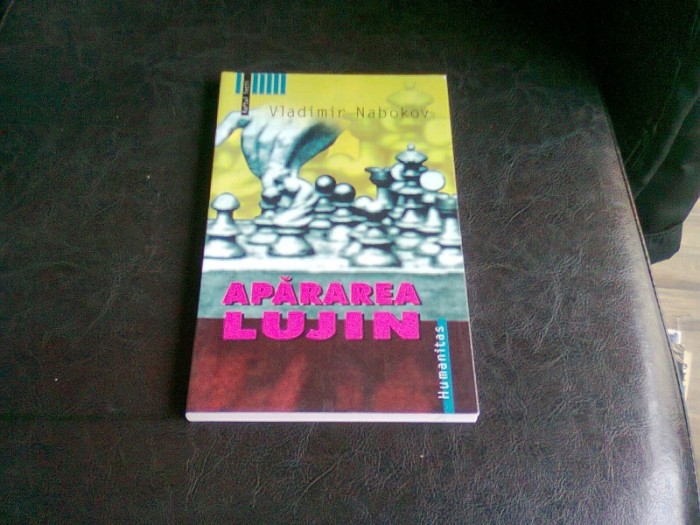 Vladimir Nabokov
APĂRAREA
LUJIN
Humanitas